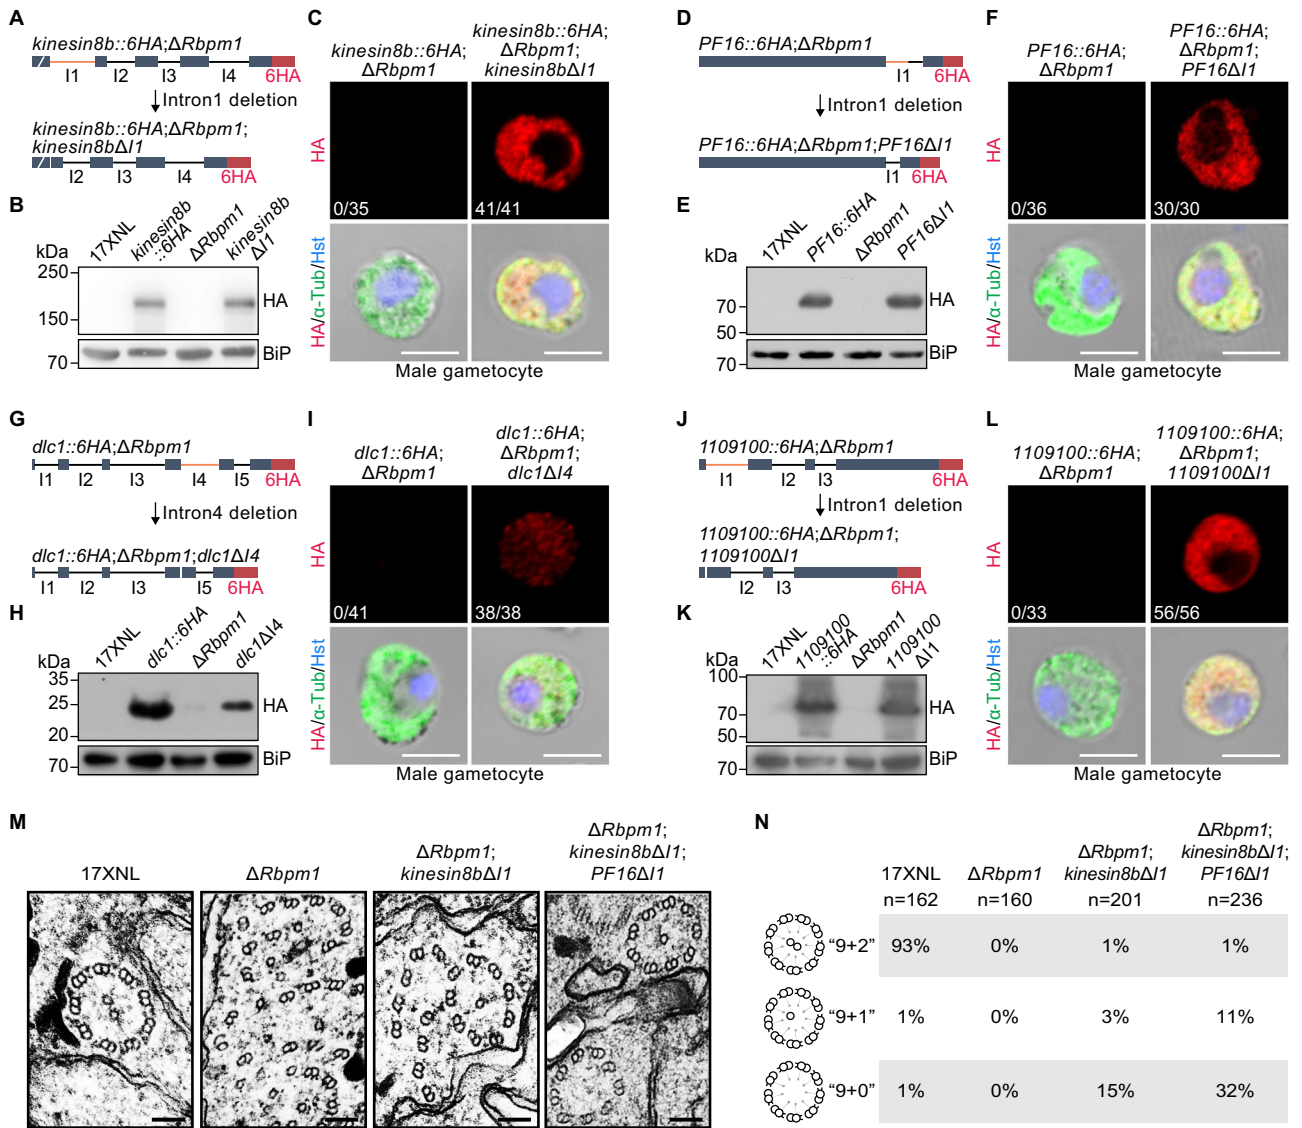 A
kinesin8b::6HA;ΔRbpm1
I1 I2 I3 I4 6HA
Intron1 deletion
kinesin8b::6HA;ΔRbpm1;
kinesin8bΔI1
I2 I3 I4 6HA
B
17XNL kinesin8b::6HA ΔRbpm1 kinesin8bΔI1
kDa
250
150
70
HA
BiP
C
kinesin8b::6HA;
ΔRbpm1
kinesin8b::6HA;
ΔRbpm1;
kinesin8bΔI1
HA
0/35
41/41
HA/α-Tub/Hst
Male gametocyte
D
PF16::6HA;ΔRbpm1
I1 6HA
Intron1 deletion
PF16::6HA;ΔRbpm1;PF16ΔI1
I1 6HA
E
17XNL PF16::6HA ΔRbpm1 PF16ΔI1
kDa
70
50
70
HA
BiP
F
PF16::6HA;
ΔRbpm1
PF16::6HA;
ΔRbpm1;
PF16ΔI1
HA
0/36
30/30
HA/α-Tub/Hst
Male gametocyte
G
dlc1::6HA;ΔRbpm1
I1 I2 I3 I4 I5 6HA
Intron4 deletion
dlc1::6HA;ΔRbpm1;dlc1ΔI4
I1 I2 I3 I5 6HA
H
17XNL dlc1::6HA ΔRbpm1 dlc1ΔI4
kDa
35
25
20
70
HA
BiP
I
dlc1::6HA;
ΔRbpm1
dlc1::6HA;
ΔRbpm1;
dlc1ΔI4
HA
0/41
38/38
HA/α-Tub/Hst
Male gametocyte
J
1109100::6HA;ΔRbpm1
I1 I2 I3 6HA
Intron1 deletion
1109100::6HA;ΔRbpm1;
1109100ΔI1
I2 I3 6HA
K
17XNL 1109100::6HA ΔRbpm1 1109100ΔI1
kDa
100
70
50
70
HA
BiP
L
1109100::6HA;
ΔRbpm1
1109100::6HA;
ΔRbpm1;
1109100ΔI1
HA
0/33
56/56
HA/α-Tub/Hst
Male gametocyte
M
17XNL
ΔRbpm1
ΔRbpm1;
kinesin8bΔI1
ΔRbpm1;
kinesin8bΔI1;
PF16ΔI1
N
17XNL
n=162
ΔRbpm1
n=160
ΔRbpm1;
kinesin8bΔI1
n=201
ΔRbpm1;
kinesin8bΔI1;
PF16ΔI1
n=236
“9+2” 93% 0% 1% 1%
“9+1” 1% 0% 3% 11%
“9+0” 1% 0% 15% 32%